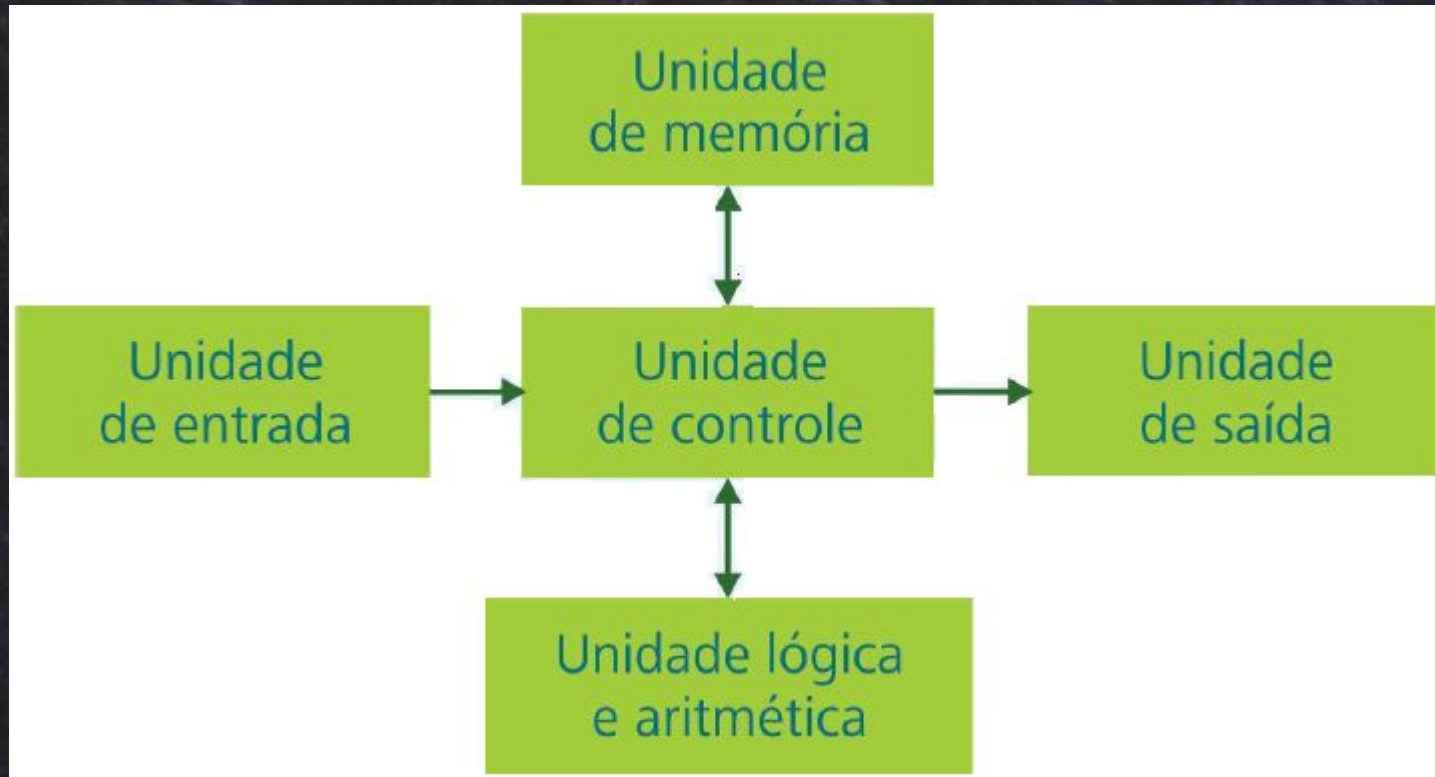 Unidade
de memória
Unidade
de entrada
Unidade
de controle
Unidade
de saída
Unidade lógica
e aritmética